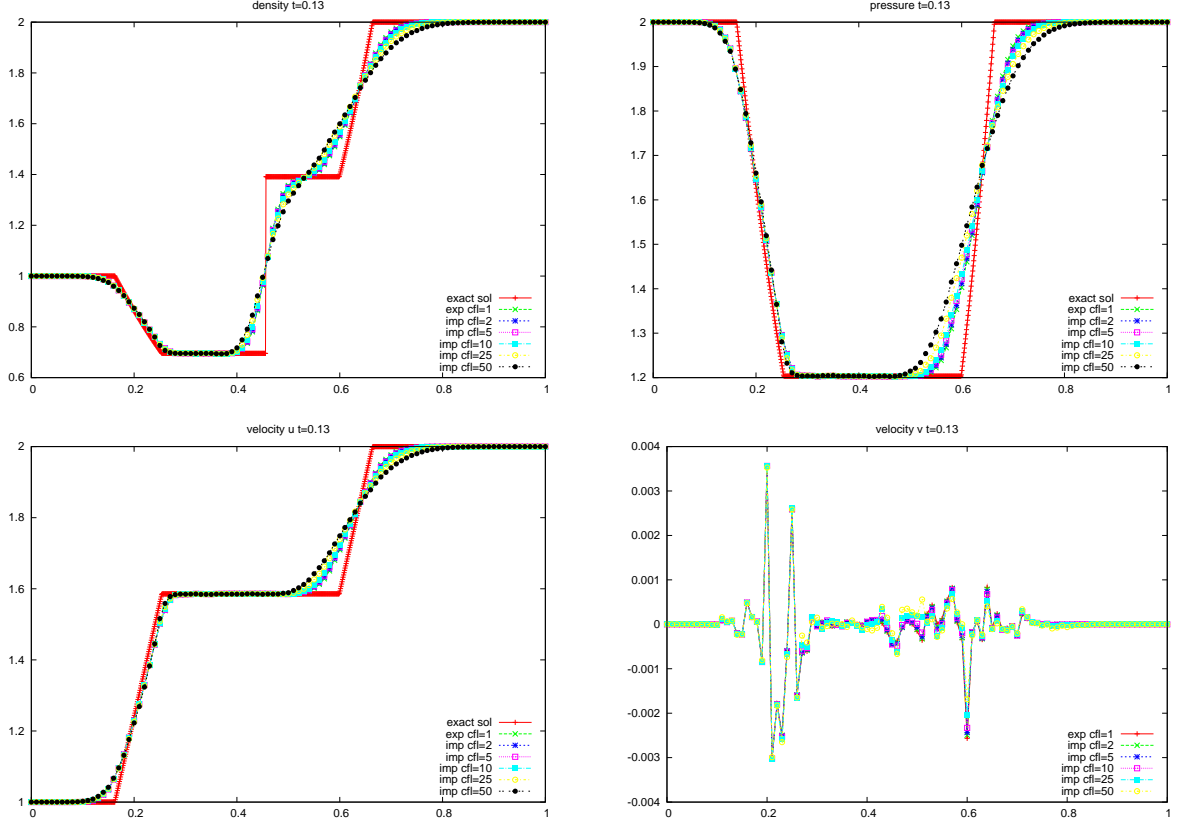 density t=0.13
2
1.8
1.6
1.4
1.2
1
0.8
0.6
0
0.2
0.4
0.6
0.8
1
exact sol
exp cfl=1
imp cfl=2
imp cfl=5
imp cfl=10
imp cfl=25
imp cfl=50
pressure t=0.13
2
1.9
1.8
1.7
1.6
1.5
1.4
1.3
1.2
0
0.2
0.4
0.6
0.8
1
exact sol
exp cfl=1
imp cfl=2
imp cfl=5
imp cfl=10
imp cfl=25
imp cfl=50
velocity u t=0.13
2
1.8
1.6
1.4
1.2
1
0
0.2
0.4
0.6
0.8
1
exact sol
exp cfl=1
imp cfl=2
imp cfl=5
imp cfl=10
imp cfl=25
imp cfl=50
velocity v t=0.13
0.004
0.003
0.002
0.001
0
-0.001
-0.002
-0.003
-0.004
0
0.2
0.4
0.6
0.8
1
exp cfl=1
imp cfl=2
imp cfl=5
imp cfl=10
imp cfl=25
imp cfl=50